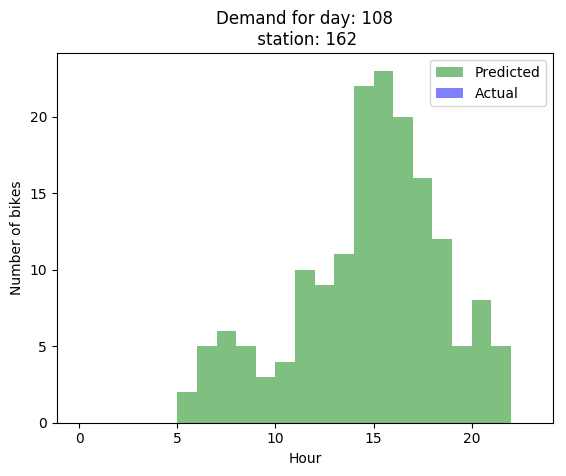 Demand for day: 108
station: 162
Predicted
Actual
Number of bikes
20
15
10
5
0
0
5
10
15
20
Hour